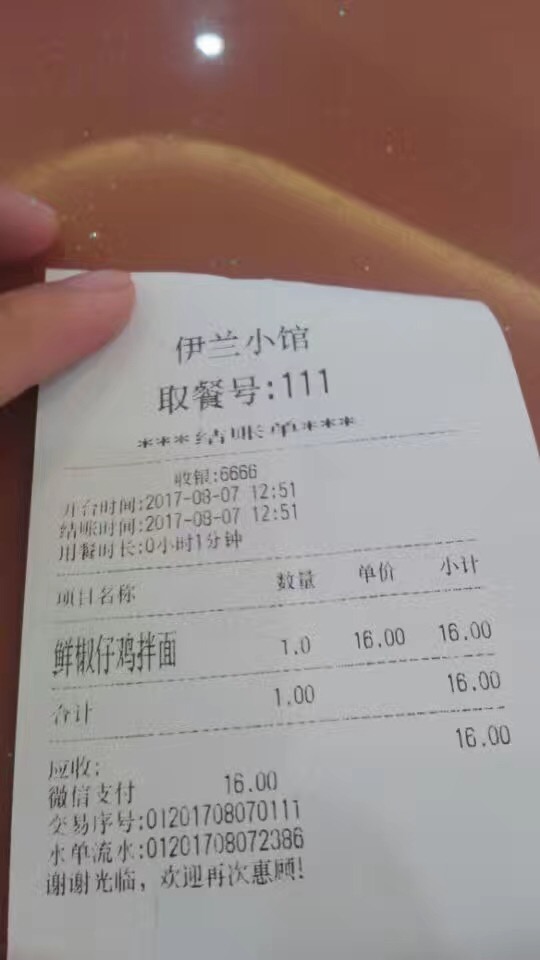 伊兰小馆
取餐号:111
***结账单***
收银:6666
开台时间:2017-08-07 12:51
结账时间:2017-08-07 12:51
用餐时长:0小时1分钟
项目名称 数量 单价 小计
鲜椒仔鸡拌面 1.0 16.00 16.00
合计 1.00 16.00
应收: 16.00
微信支付 16.00
交易序号:01201708070111
水单流水:01201708072386
谢谢光临，欢迎再次惠顾!